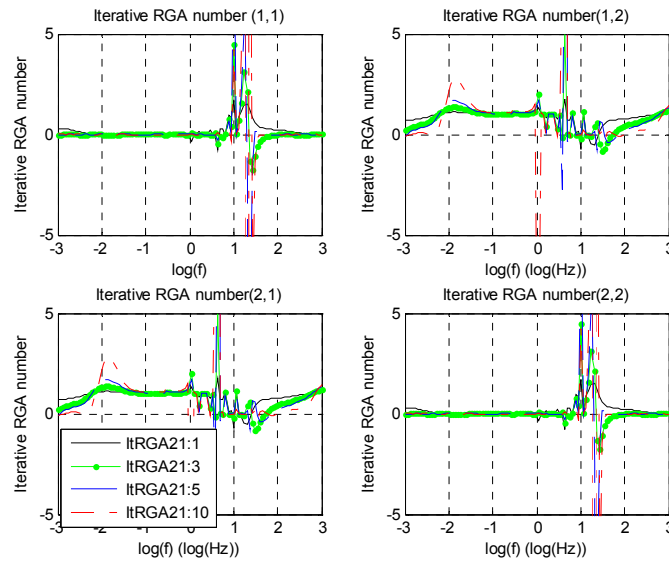 Iterative RGA number (1,1)
Iterative RGA number
5
0
-5
-3 -2 -1 0 1 2 3
log(f)
Iterative RGA number(1,2)
Iterative RGA number
5
0
-5
-3 -2 -1 0 1 2 3
log(f) (log(Hz))
Iterative RGA number(2,1)
Iterative RGA number
5
0
-5
-3 -2 -1 0 1 2 3
log(f) (log(Hz))
ItRGA21:1
ItRGA21:3
ItRGA21:5
ItRGA21:10
Iterative RGA number(2,2)
Iterative RGA number
5
0
-5
-3 -2 -1 0 1 2 3
log(f) (log(Hz))